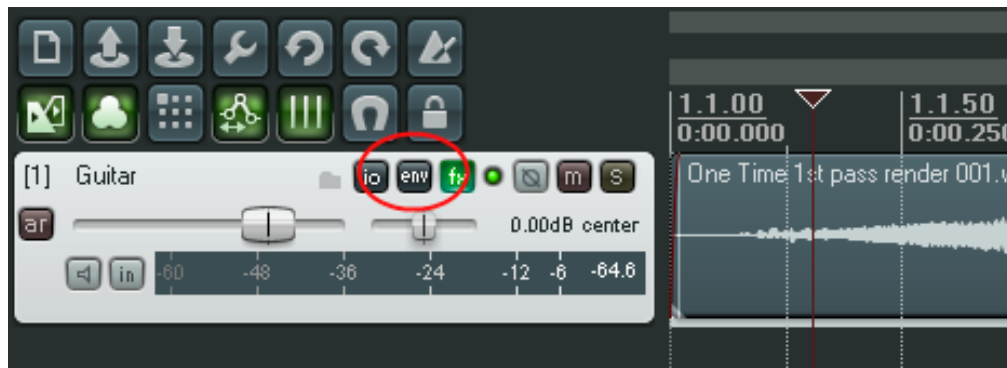 1.1.00
1.1.50
0:00.000
0:00.250
[1] Guitar io env fx m s
One Time 1st pass render 001.w
ar 0.00dB center
in -60 -48 -36 -24 -12 -6 -64.6